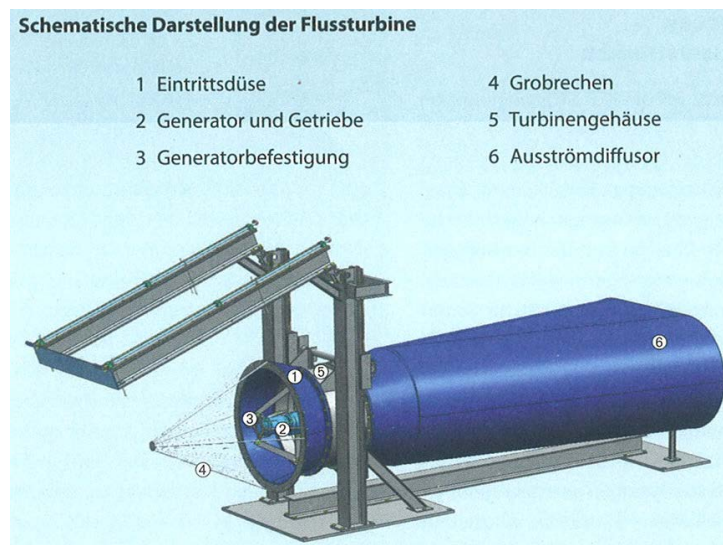 Schematische Darstellung der Flussturbine
1 Eintrittsdüse
2 Generator und Getriebe
3 Generatorbefestigung
4 Grobrechen
5 Turbinengehäuse
6 Ausströmdiffusor
1
5
6
3
2
4